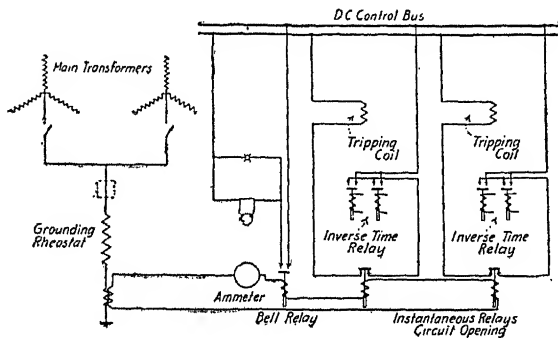 DC Control Bus
Main Transformers
Tripping
Coil
Tripping
Coil
Grounding
Rheostat
Inverse Time
Relay
Inverse Time
Relay
Ammeter
Bell Relay
Instantaneous Relays
Circuit Opening